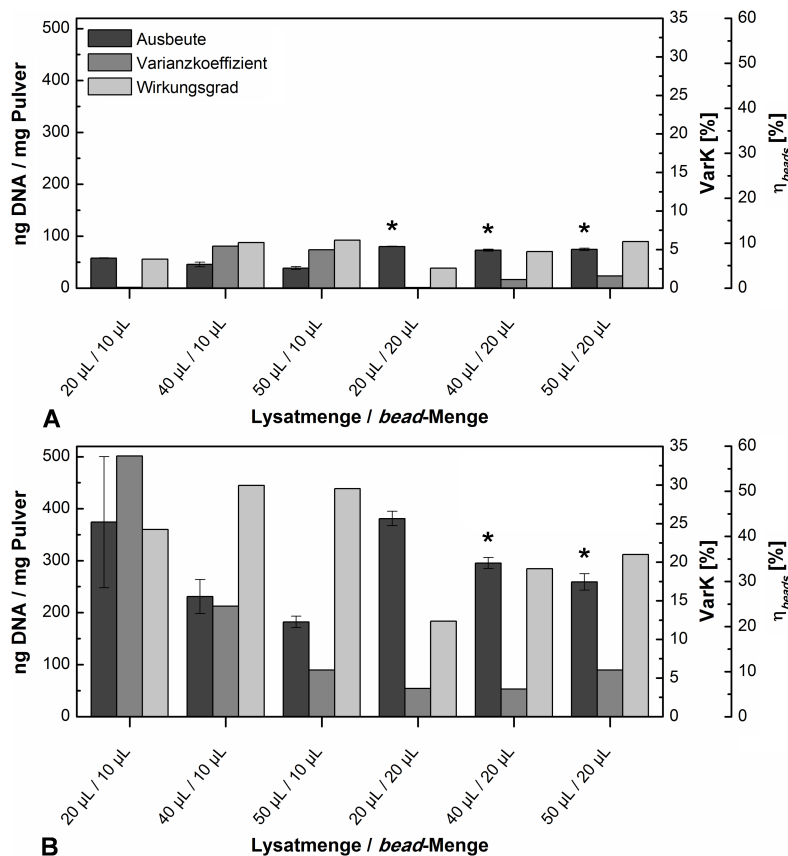 500
400
300
200
100
0
ng DNA / mg Pulver
Ausbeute
Varianzkoeffizient
Wirkungsgrad
*
*
*
35
30
25
20
15
10
5
0
VarK [%]
60
50
40
30
20
10
0
η beads [%]
20 µL / 10 µL
40 µL / 10 µL
50 µL / 10 µL
20 µL / 20 µL
40 µL / 20 µL
50 µL / 20 µL
A
Lysatmenge / bead-Menge
500
400
300
200
100
0
ng DNA / mg Pulver
*
*
35
30
25
20
15
10
5
0
VarK [%]
60
50
40
30
20
10
0
η beads [%]
20 µL / 10 µL
40 µL / 10 µL
50 µL / 10 µL
20 µL / 20 µL
40 µL / 20 µL
50 µL / 20 µL
B
Lysatmenge / bead-Menge